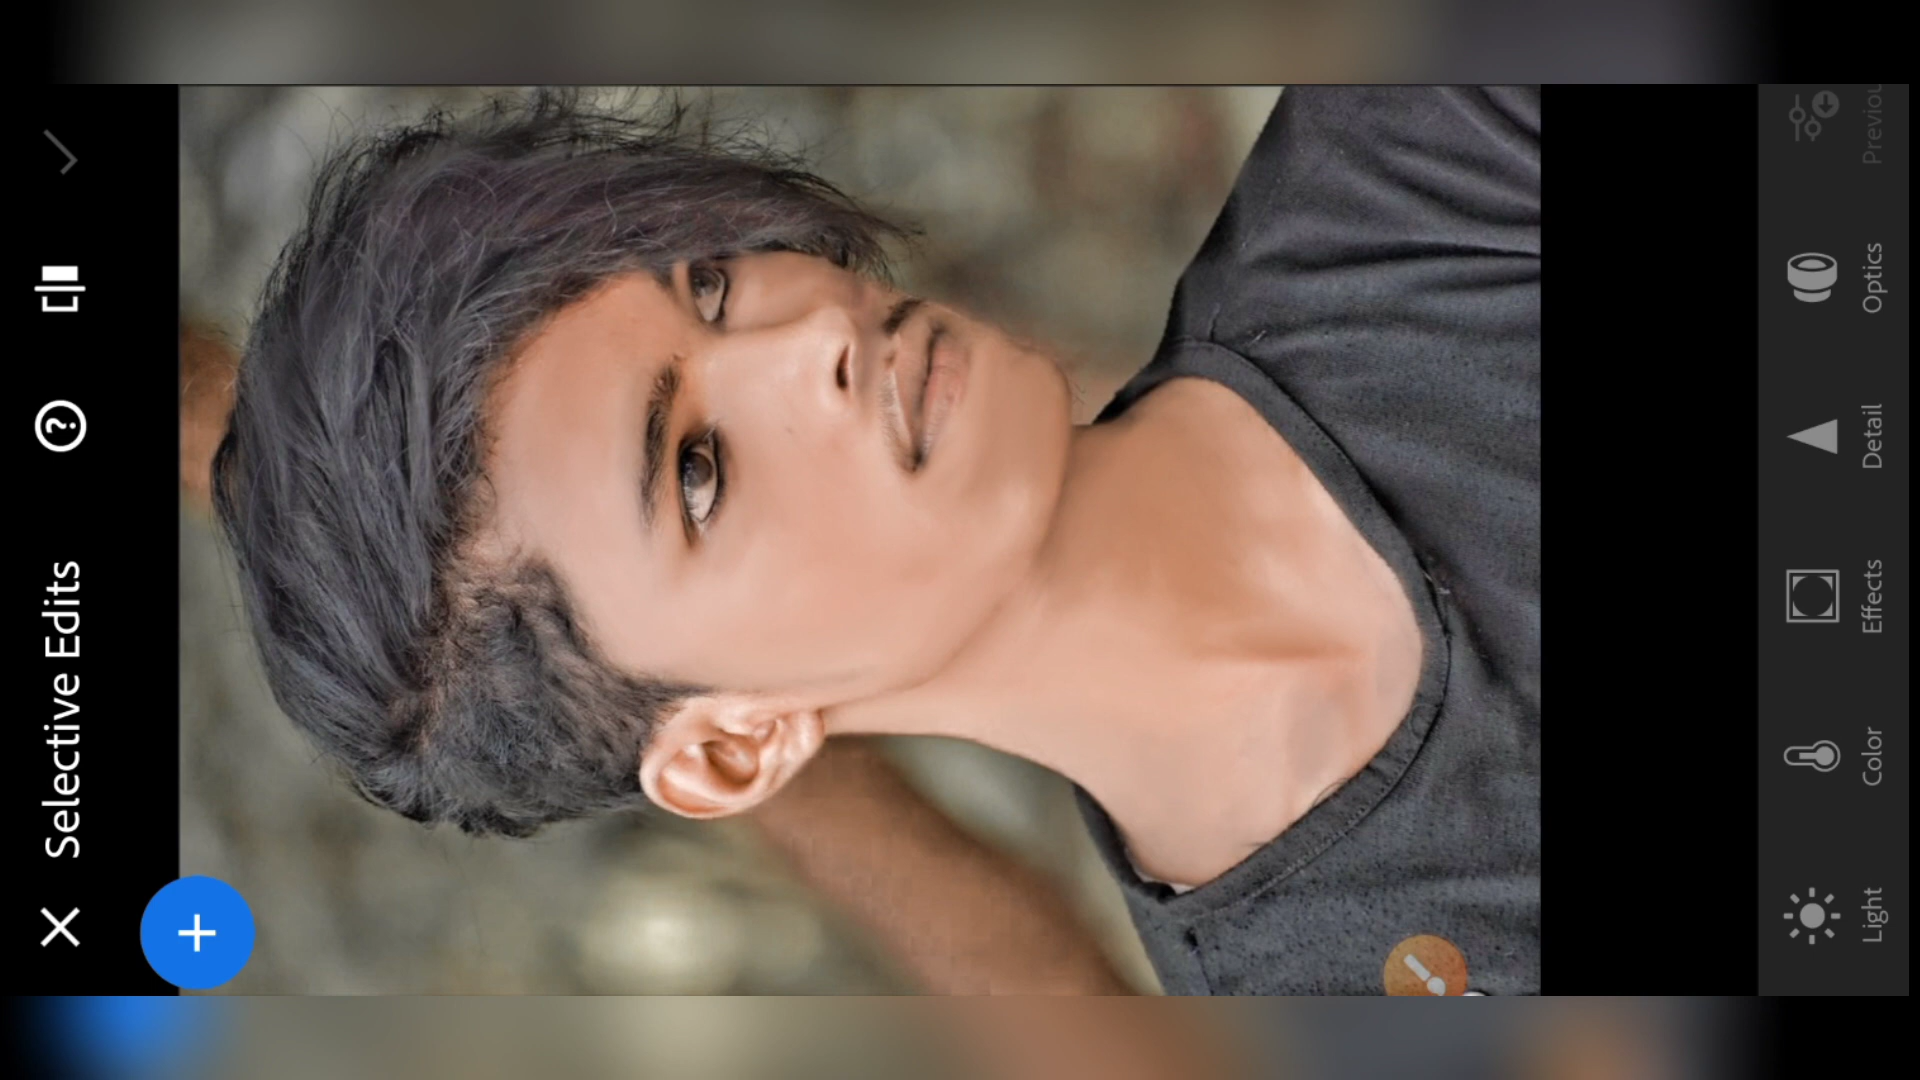 Selective Edits
Light
Color
Effects
Detail
Optics
Previou